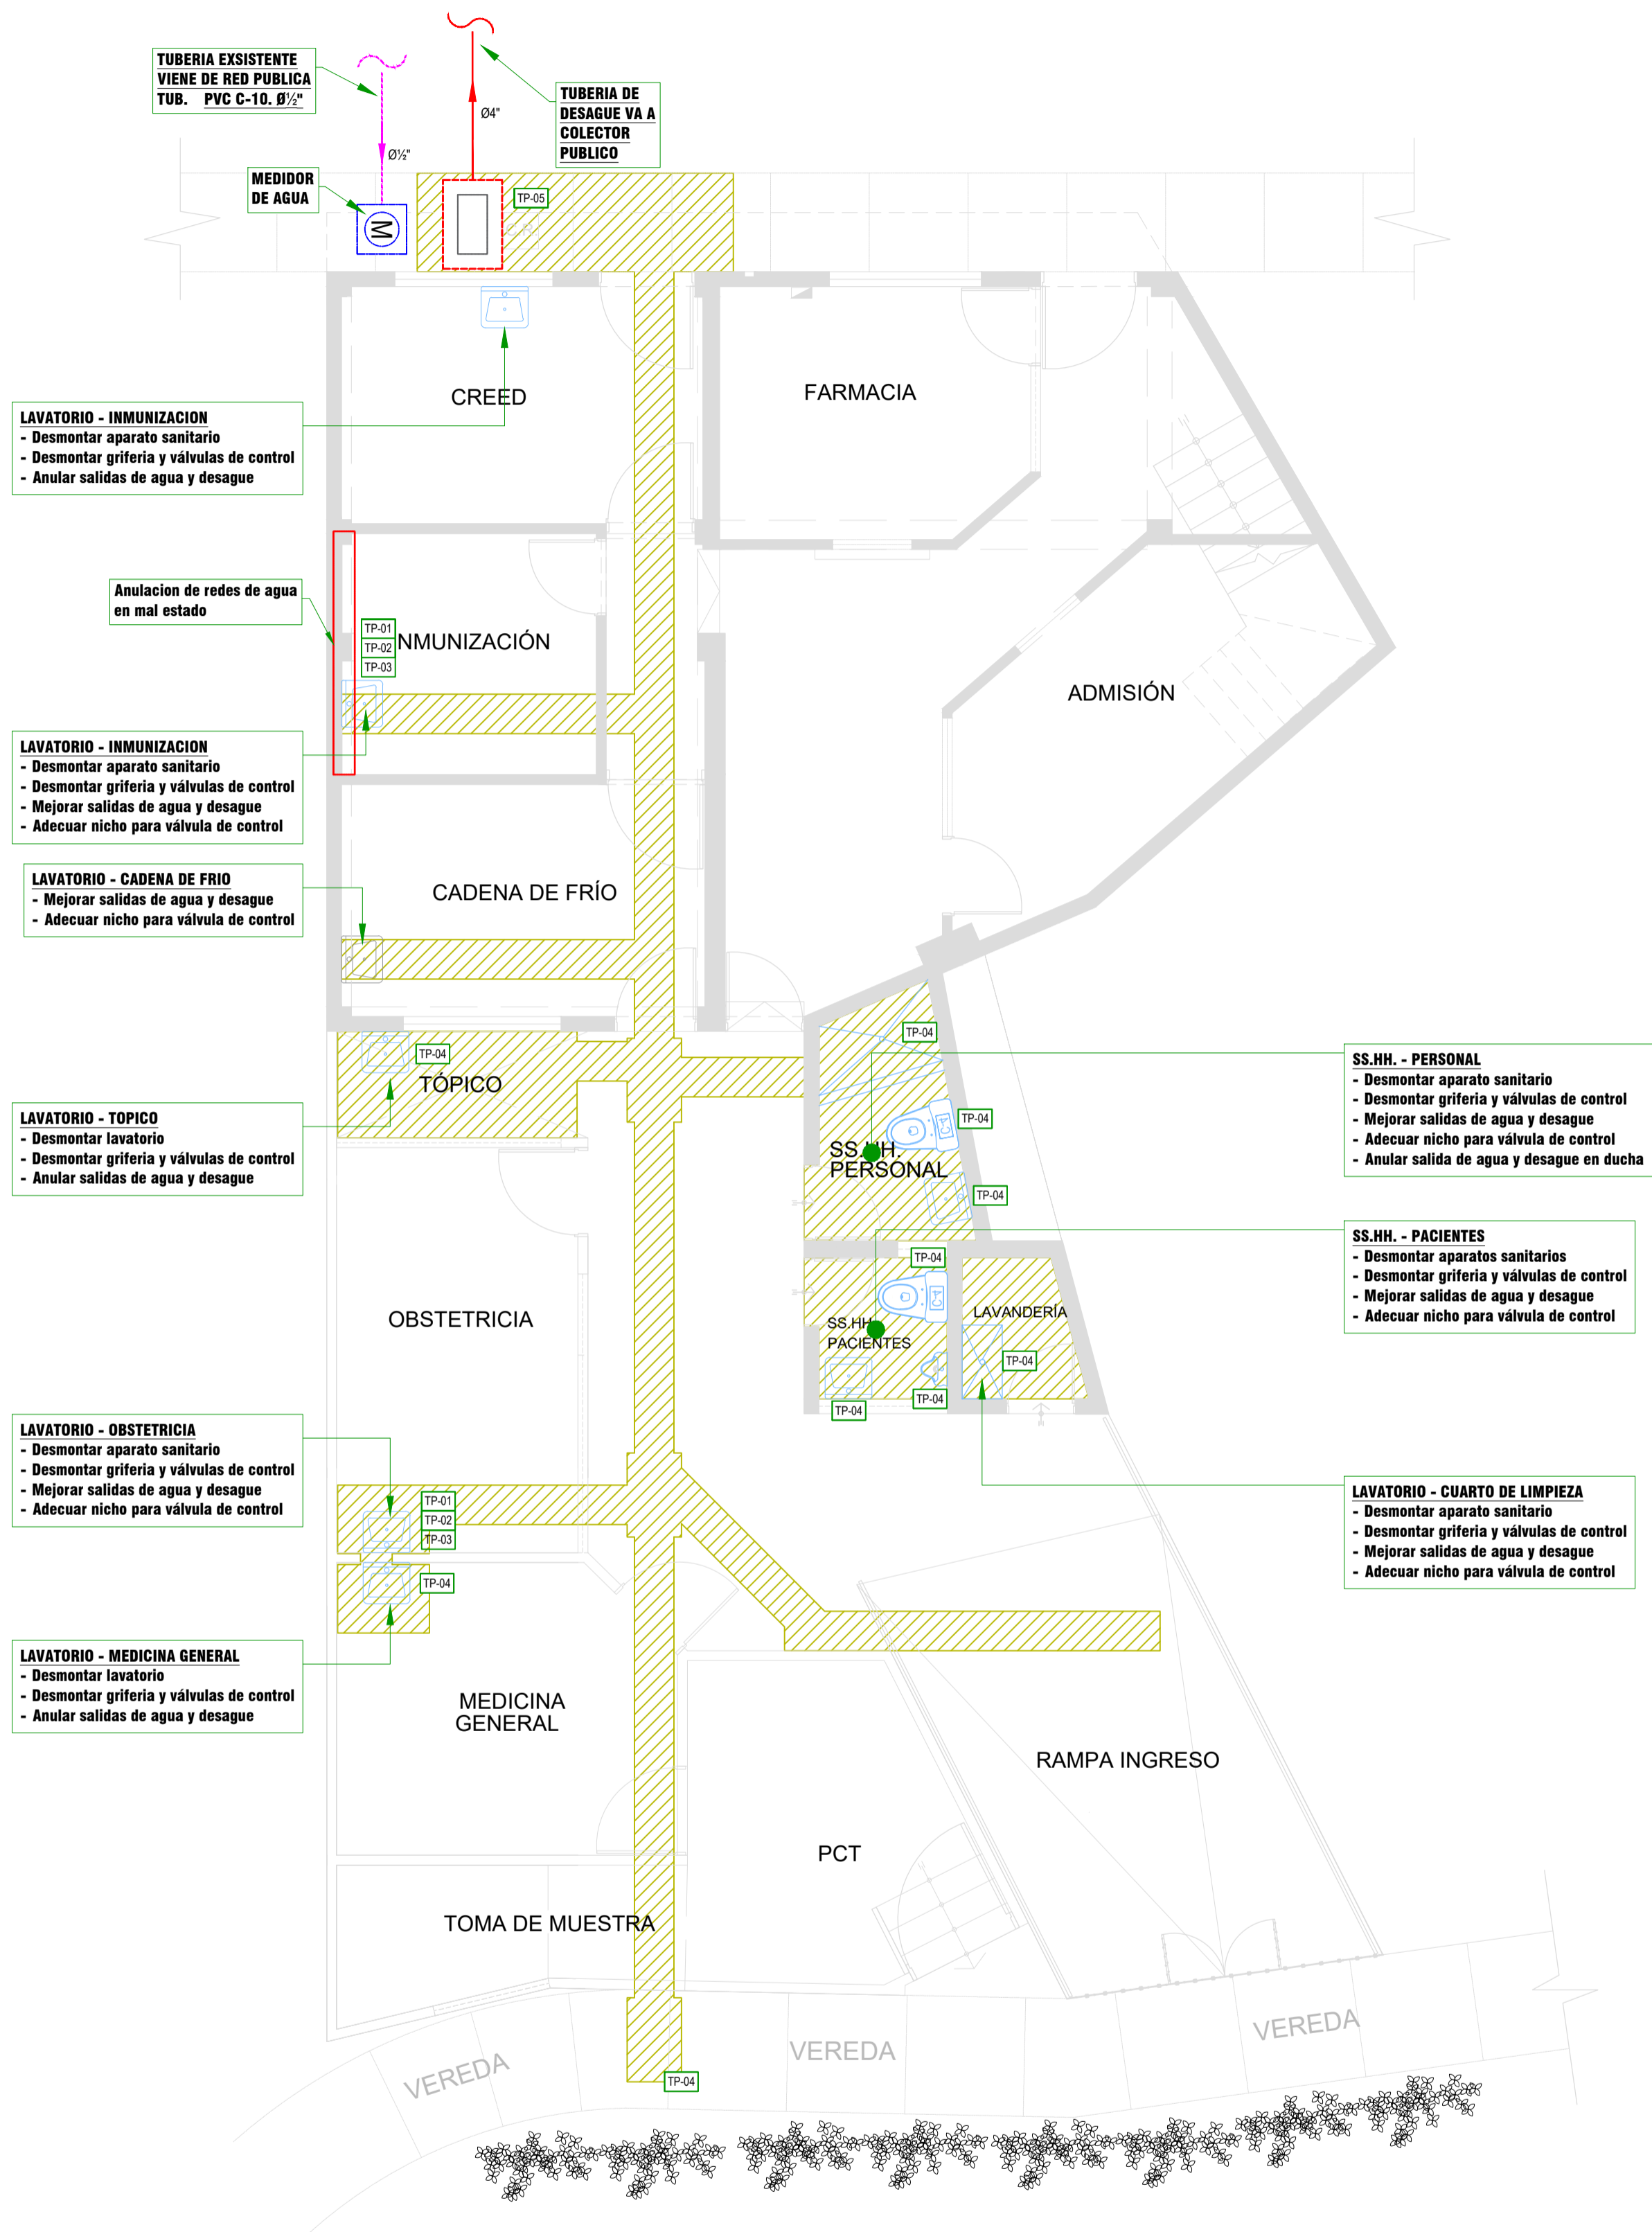 TUBERIA EXSISTENTE
VIENE DE RED PUBLICA
TUB. PVC C-10. Ø½"
Ø4"
TUBERIA DE
DESAGUE VA A
COLECTOR
PUBLICO
Ø½"
MEDIDOR
DE AGUA
M
TP-05
C.R.
CREED
FARMACIA
LAVATORIO - INMUNIZACION
- Desmontar aparato sanitario
- Desmontar griferia y válvulas de control
- Anular salidas de agua y desague
Anulacion de redes de agua
en mal estado
TP-01
TP-02
TP-03
NMUNIZACIÓN
ADMISIÓN
LAVATORIO - INMUNIZACION
- Desmontar aparato sanitario
- Desmontar griferia y válvulas de control
- Mejorar salidas de agua y desague
- Adecuar nicho para válvula de control
LAVATORIO - CADENA DE FRIO
- Mejorar salidas de agua y desague
- Adecuar nicho para válvula de control
CADENA DE FRÍO
TP-04
TP-04
TÓPICO
LAVATORIO - TOPICO
- Desmontar lavatorio
- Desmontar griferia y válvulas de control
- Anular salidas de agua y desague
SS.HH. - PERSONAL
- Desmontar aparato sanitario
- Desmontar griferia y válvulas de control
- Mejorar salidas de agua y desague
- Adecuar nicho para válvula de control
- Anular salida de agua y desague en ducha
C-4
TP-04
SS.HH.
PERSONAL
TP-04
SS.HH. - PACIENTES
- Desmontar aparatos sanitarios
- Desmontar griferia y válvulas de control
- Mejorar salidas de agua y desague
- Adecuar nicho para válvula de control
TP-04
C-4
LAVANDERÍA
SS.HH.
PACIENTES
OBSTETRICIA
TP-04
TP-04
TP-04
LAVATORIO - OBSTETRICIA
- Desmontar aparato sanitario
- Desmontar griferia y válvulas de control
- Mejorar salidas de agua y desague
- Adecuar nicho para válvula de control
TP-01
TP-02
TP-03
TP-04
LAVATORIO - CUARTO DE LIMPIEZA
- Desmontar aparato sanitario
- Desmontar griferia y válvulas de control
- Mejorar salidas de agua y desague
- Adecuar nicho para válvula de control
LAVATORIO - MEDICINA GENERAL
- Desmontar lavatorio
- Desmontar griferia y válvulas de control
- Anular salidas de agua y desague
MEDICINA
GENERAL
RAMPA INGRESO
PCT
TOMA DE MUESTRA
VEREDA
VEREDA
VEREDA
TP-04